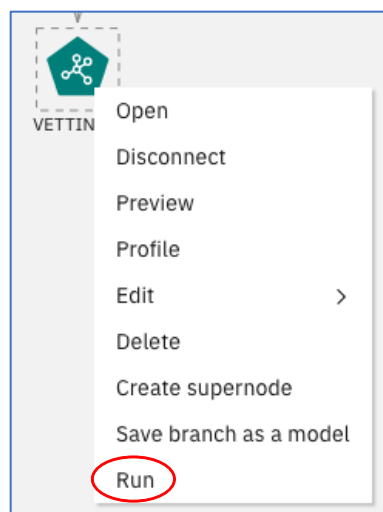 VETTIN
Open
Disconnect
Preview
Profile
Edit >
Delete
Create supernode
Save branch as a model
Run